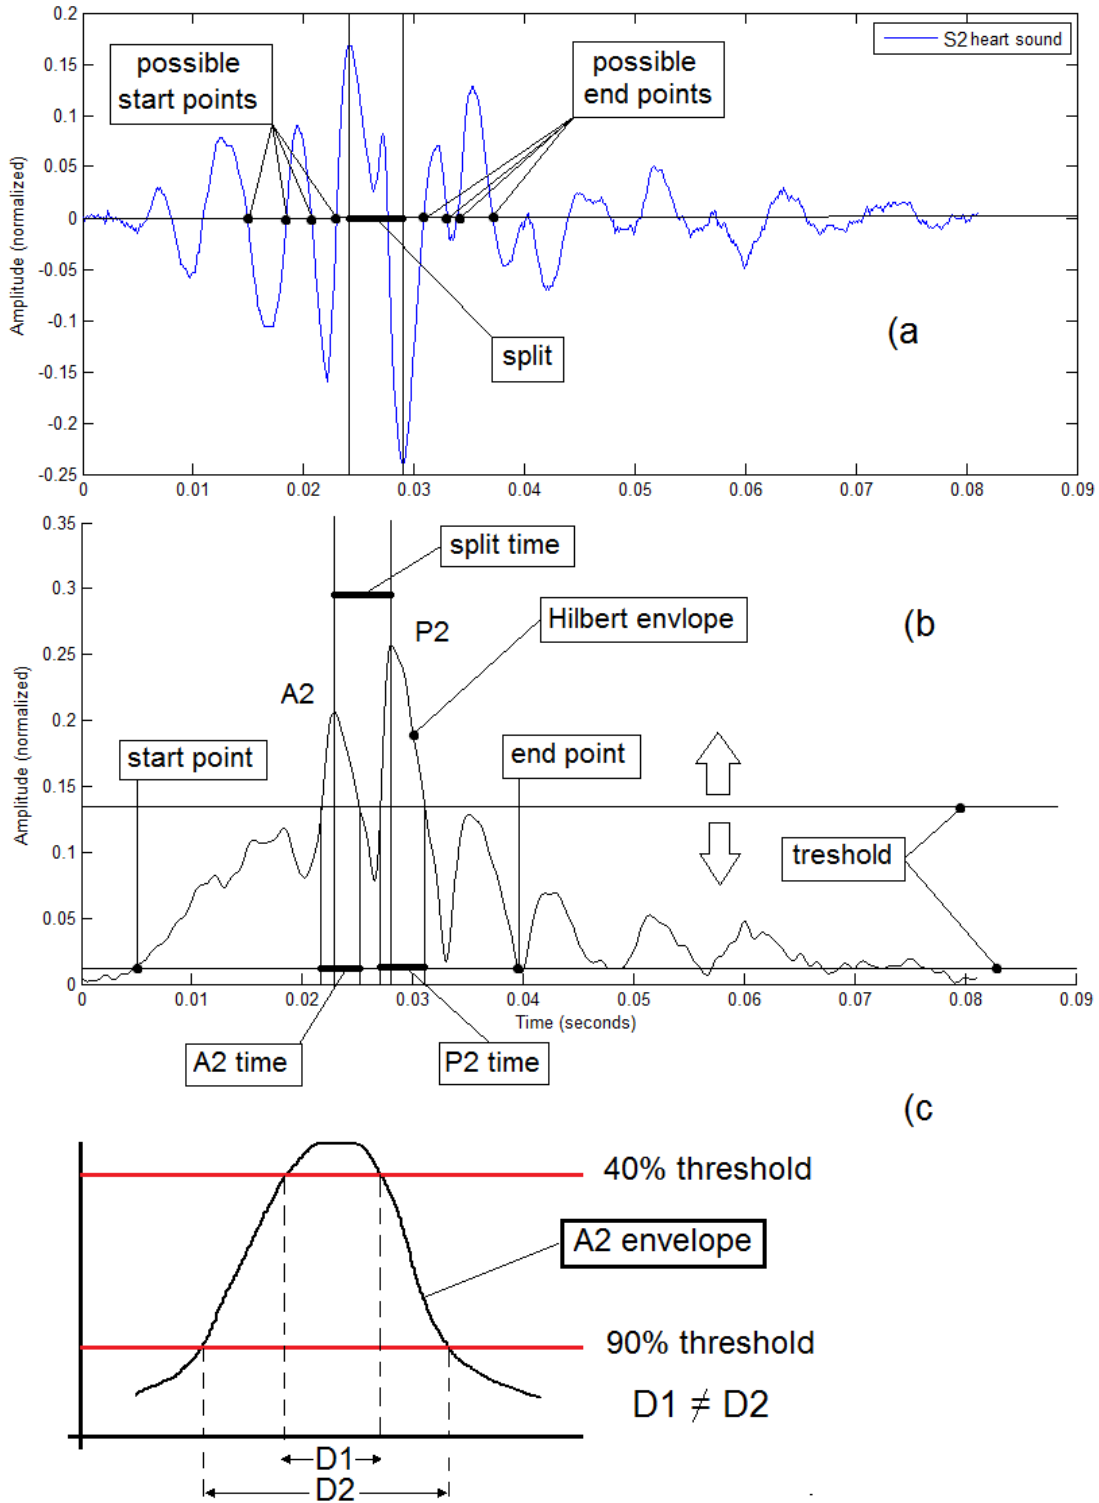 0.2
0.15
0.1
0.05
0
-0.05
-0.1
-0.15
-0.2
-0.25
Amplitude (normalized)
possible
start points
possible
end points
S2 heart sound
split
(a
0 0.01 0.02 0.03 0.04 0.05 0.06 0.07 0.08 0.09
0.35
0.3
0.25
0.2
0.15
0.1
0.05
0
Amplitude (normalized)
split time
Hilbert envlope
(b
P2
A2
start point
end point
treshold
0 0.01 0.02 0.03 0.04 0.05 0.06 0.07 0.08 0.09
Time (seconds)
A2 time
P2 time
(c
40% threshold
A2 envelope
90% threshold
D1 ≠ D2
D1
D2